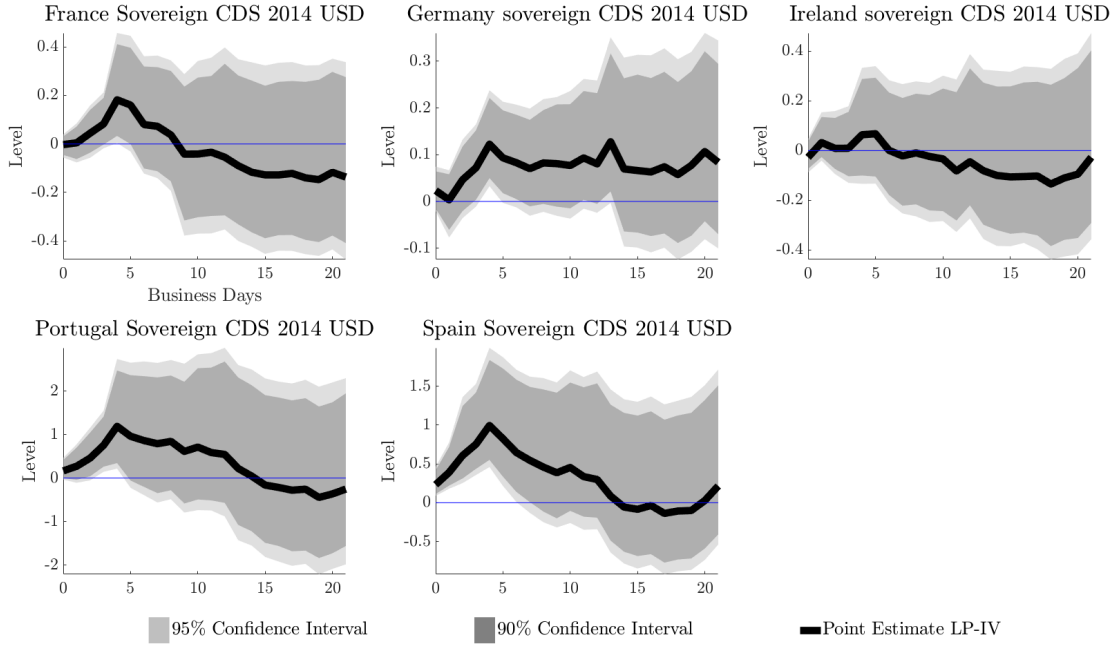 France Sovereign CDS 2014 USD
0.4
0.2
0
-0.2
-0.4
Level
0 5 10 15 20
Business Days
Germany sovereign CDS 2014 USD
0.3
0.2
0.1
0
-0.1
Level
0 5 10 15 20
Ireland sovereign CDS 2014 USD
0.4
0.2
0
-0.2
-0.4
Level
0 5 10 15 20
Portugal Sovereign CDS 2014 USD
2
1
0
-1
-2
Level
0 5 10 15 20
Spain Sovereign CDS 2014 USD
1.5
1
0.5
0
-0.5
Level
0 5 10 15 20
95% Confidence Interval
90% Confidence Interval
Point Estimate LP-IV